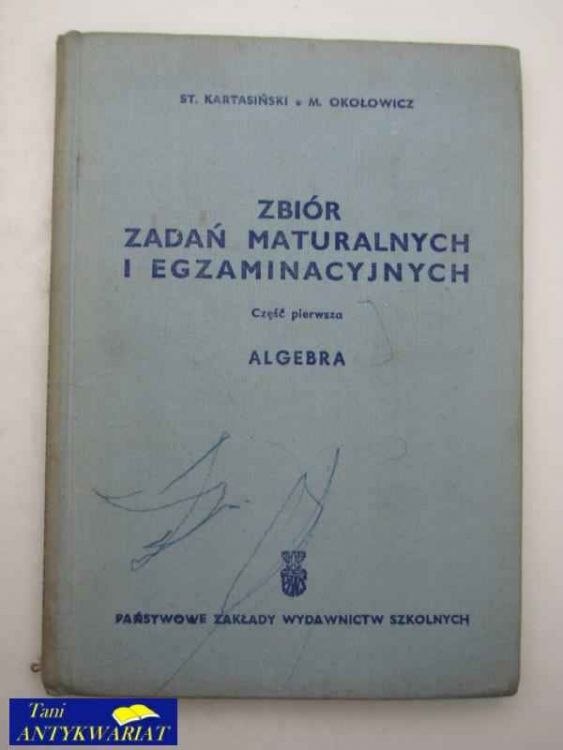 ST. KARTASIŃSKI • M. OKOŁOWICZ
ZBIÓR
ZADAŃ MATURALNYCH
I EGZAMINACYJNYCH
Część pierwsza
ALGEBRA
PAŃSTWOWE ZAKŁADY WYDAWNICTW SZKOLNYCH
Tani
ANTYKWARIAT